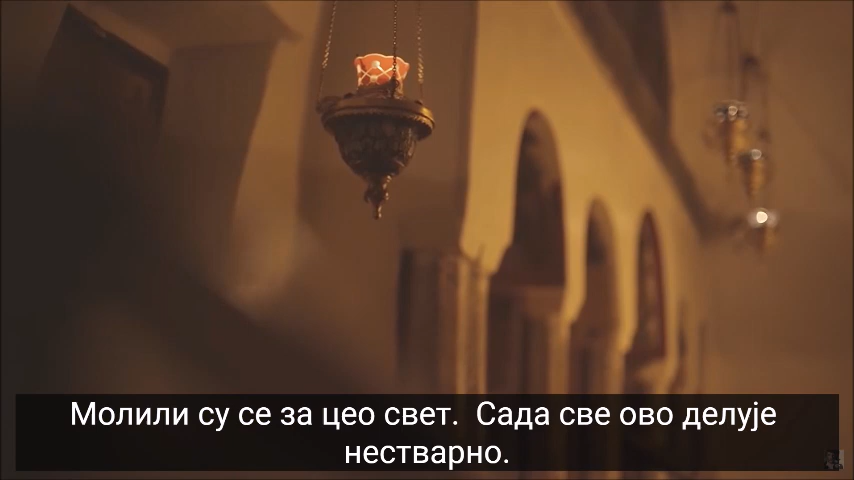 Молили су се за цео свет.  Сада све ово делује
нестварно.